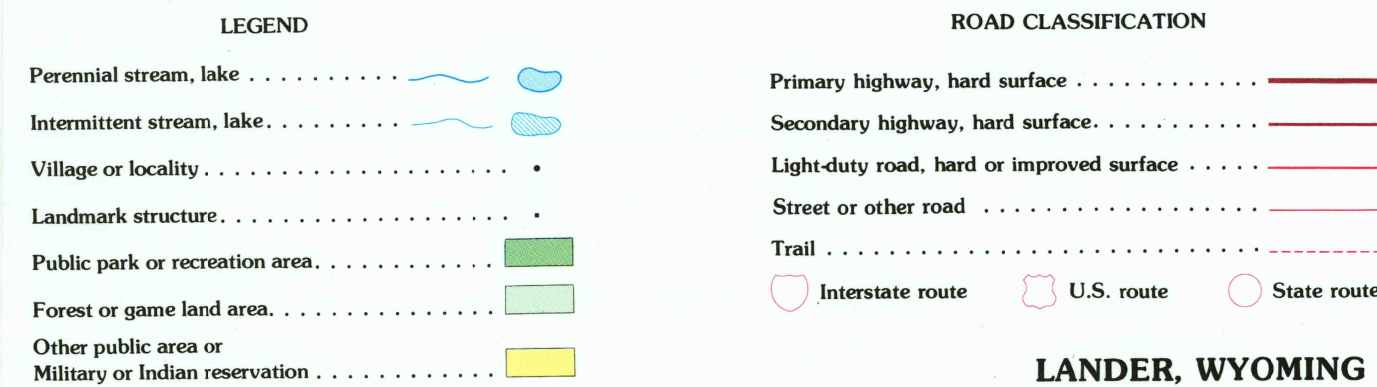 LEGEND
Perennial stream, lake . . . . . . . . . .
Intermittent stream, lake. . . . . . . . .
Village or locality . . . . . . . . . . . . . . . . . . . .
Landmark structure. . . . . . . . . . . . . . . . . . .
Public park or recreation area. . . . . . . . . . . .
Forest or game land area. . . . . . . . . . . . . . .
Other public area or
Military or Indian reservation . . . . . . . . . . . .
ROAD CLASSIFICATION
Primary highway, hard surface . . . . . . . . . . . .
Secondary highway, hard surface. . . . . . . . . . .
Light-duty road, hard or improved surface . . . . .
Street or other road . . . . . . . . . . . . . . . . . .
Trail . . . . . . . . . . . . . . . . . . . . . . . . . . . . .
Interstate route U.S. route State route
LANDER, WYOMING